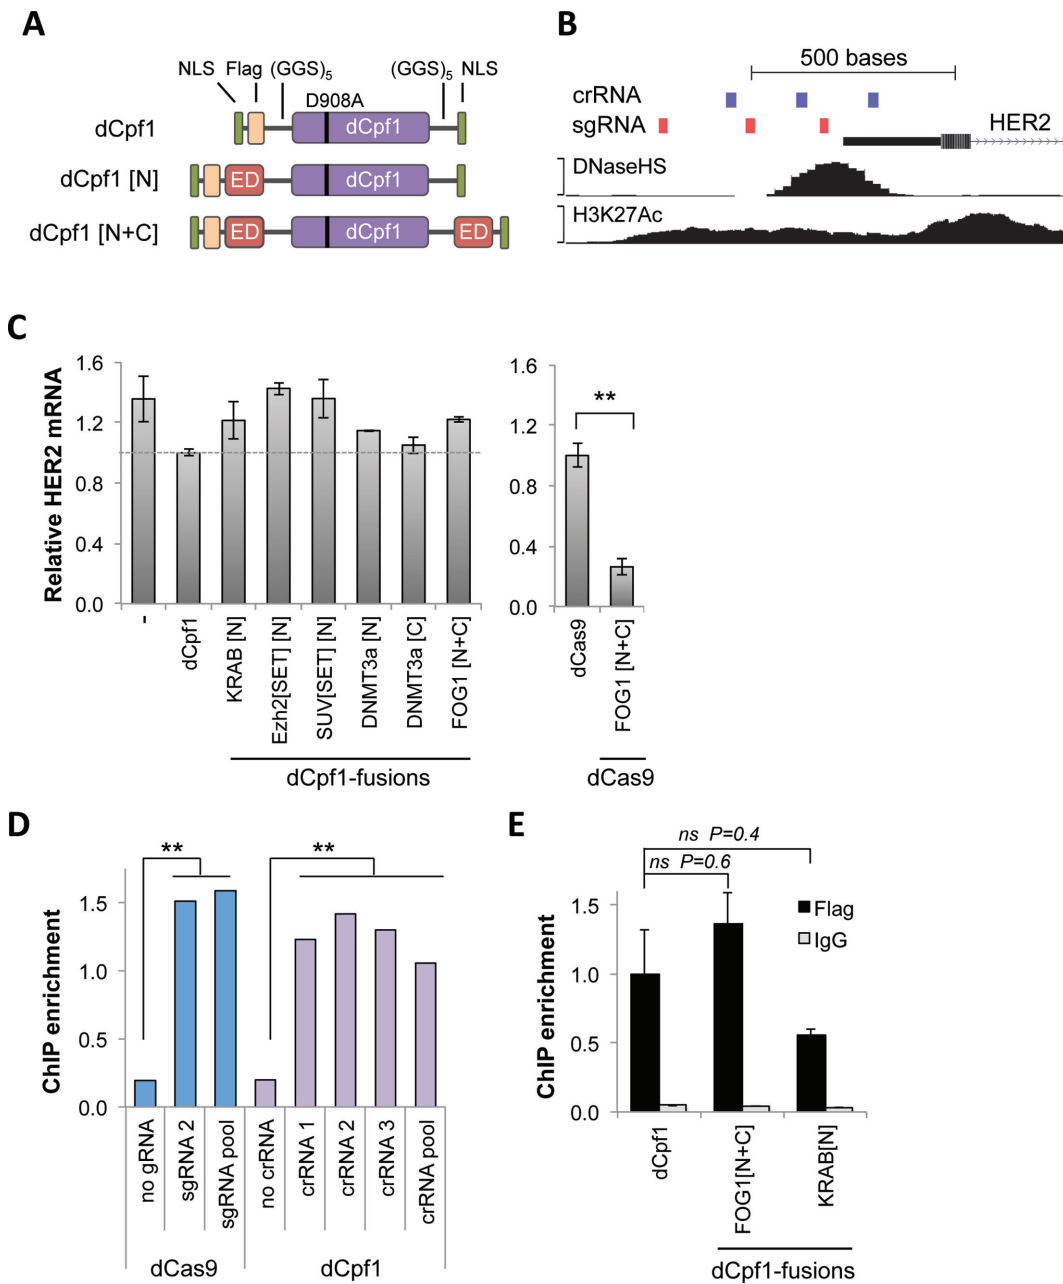 A
NLS Flag (GGS)5 (GGS)5 NLS
D908A
dCpf1 dCpf1
dCpf1 [N] ED dCpf1
dCpf1 [N+C] ED dCpf1 ED
B
500 bases
crRNA
sgRNA
HER2
DNaseHS
H3K27Ac
C
Relative HER2 mRNA
1.6
1.2
0.8
0.4
0.0
-
dCpf1
KRAB [N]
Ezh2[SET] [N]
SUV[SET] [N]
DNMT3a [N]
DNMT3a [C]
FOG1 [N+C]
dCpf1-fusions
**
1.6
1.2
0.8
0.4
0.0
dCas9
FOG1 [N+C]
dCas9
D
ChIP enrichment
** **
1.5
1.0
0.5
0.0
no gRNA
sgRNA 2
sgRNA pool
no crRNA
crRNA 1
crRNA 2
crRNA 3
crRNA pool
dCas9 dCpf1
E
ns P=0.4
ns P=0.6
ChIP enrichment
1.5
1.0
0.5
0.0
Flag
IgG
dCpf1
FOG1[N+C]
KRAB[N]
dCpf1-fusions